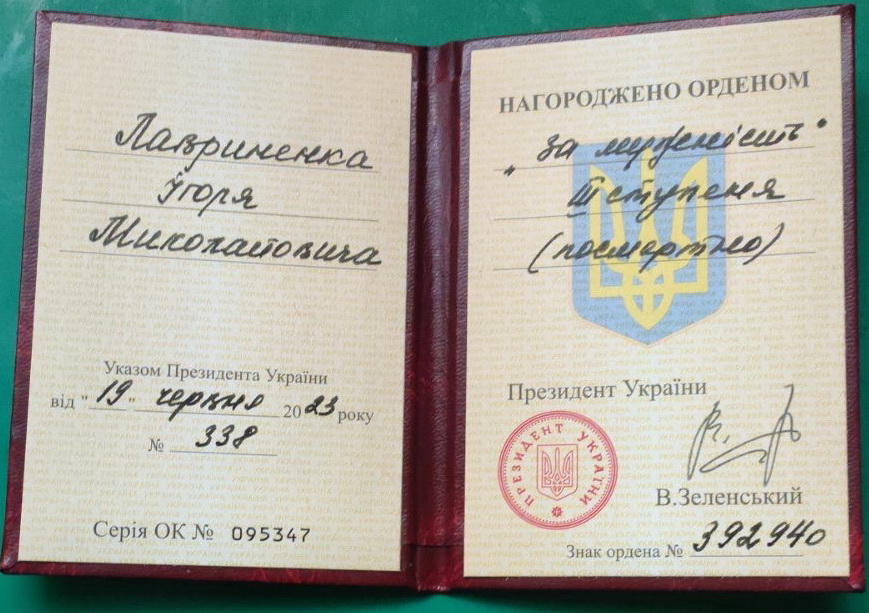 Лавриненка
Ігоря
Миколайовича
Указом Президента України
від "19" червня 2023 року
№ 338
Серія ОК № 095347
НАГОРОДЖЕНО ОРДЕНОМ
„За мужність"
III ступеня
(посмертно)
Президент України
ПРЕЗИДЕНТ УКРАЇНИ
В.Зеленський
Знак ордена № 392940